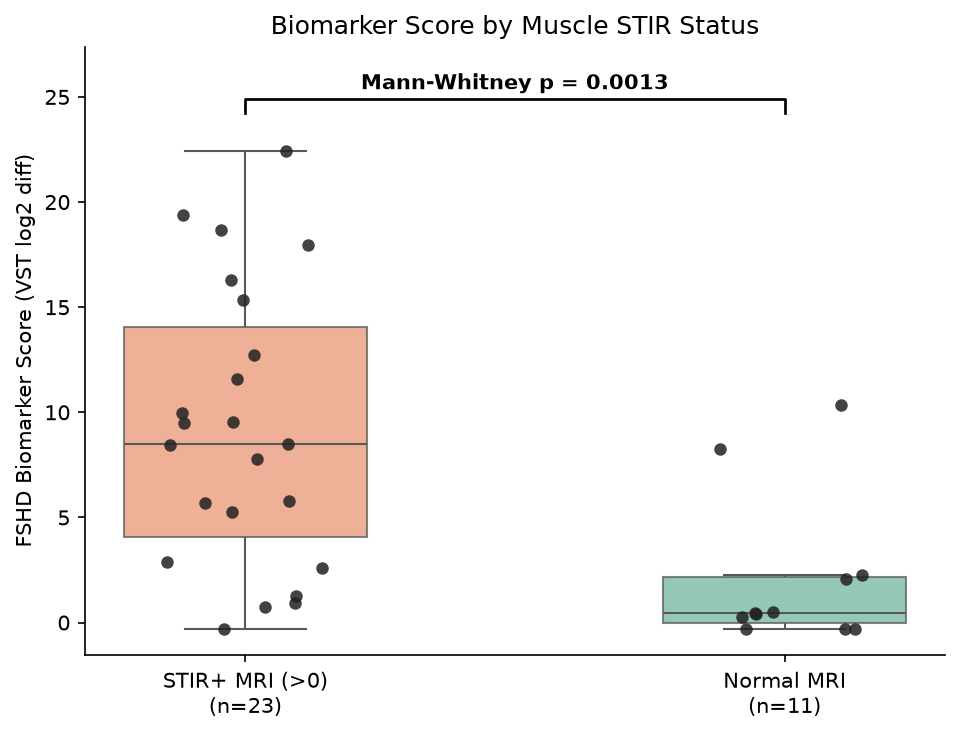 Biomarker Score by Muscle STIR Status
Mann-Whitney p = 0.0013
FSHD Biomarker Score (VST log2 diff)
25
20
15
10
5
0
STIR+ MRI (>0)
(n=23)
Normal MRI
(n=11)